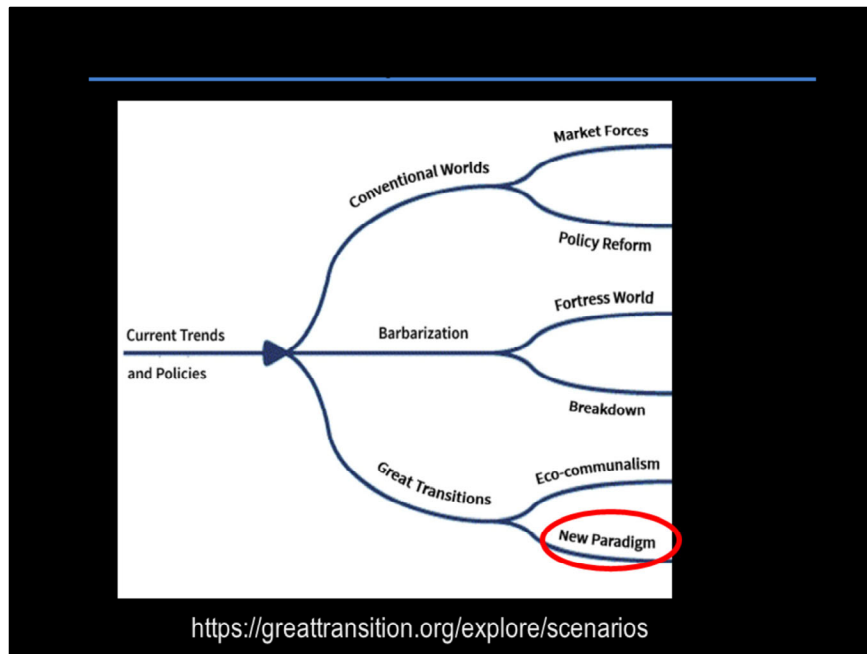 Market Forces
Conventional Worlds
Policy Reform
Fortress World
Current Trends
Barbarization
and Policies
Breakdown
Eco-communalism
Great Transitions
New Paradigm
https://greattransition.org/explore/scenarios